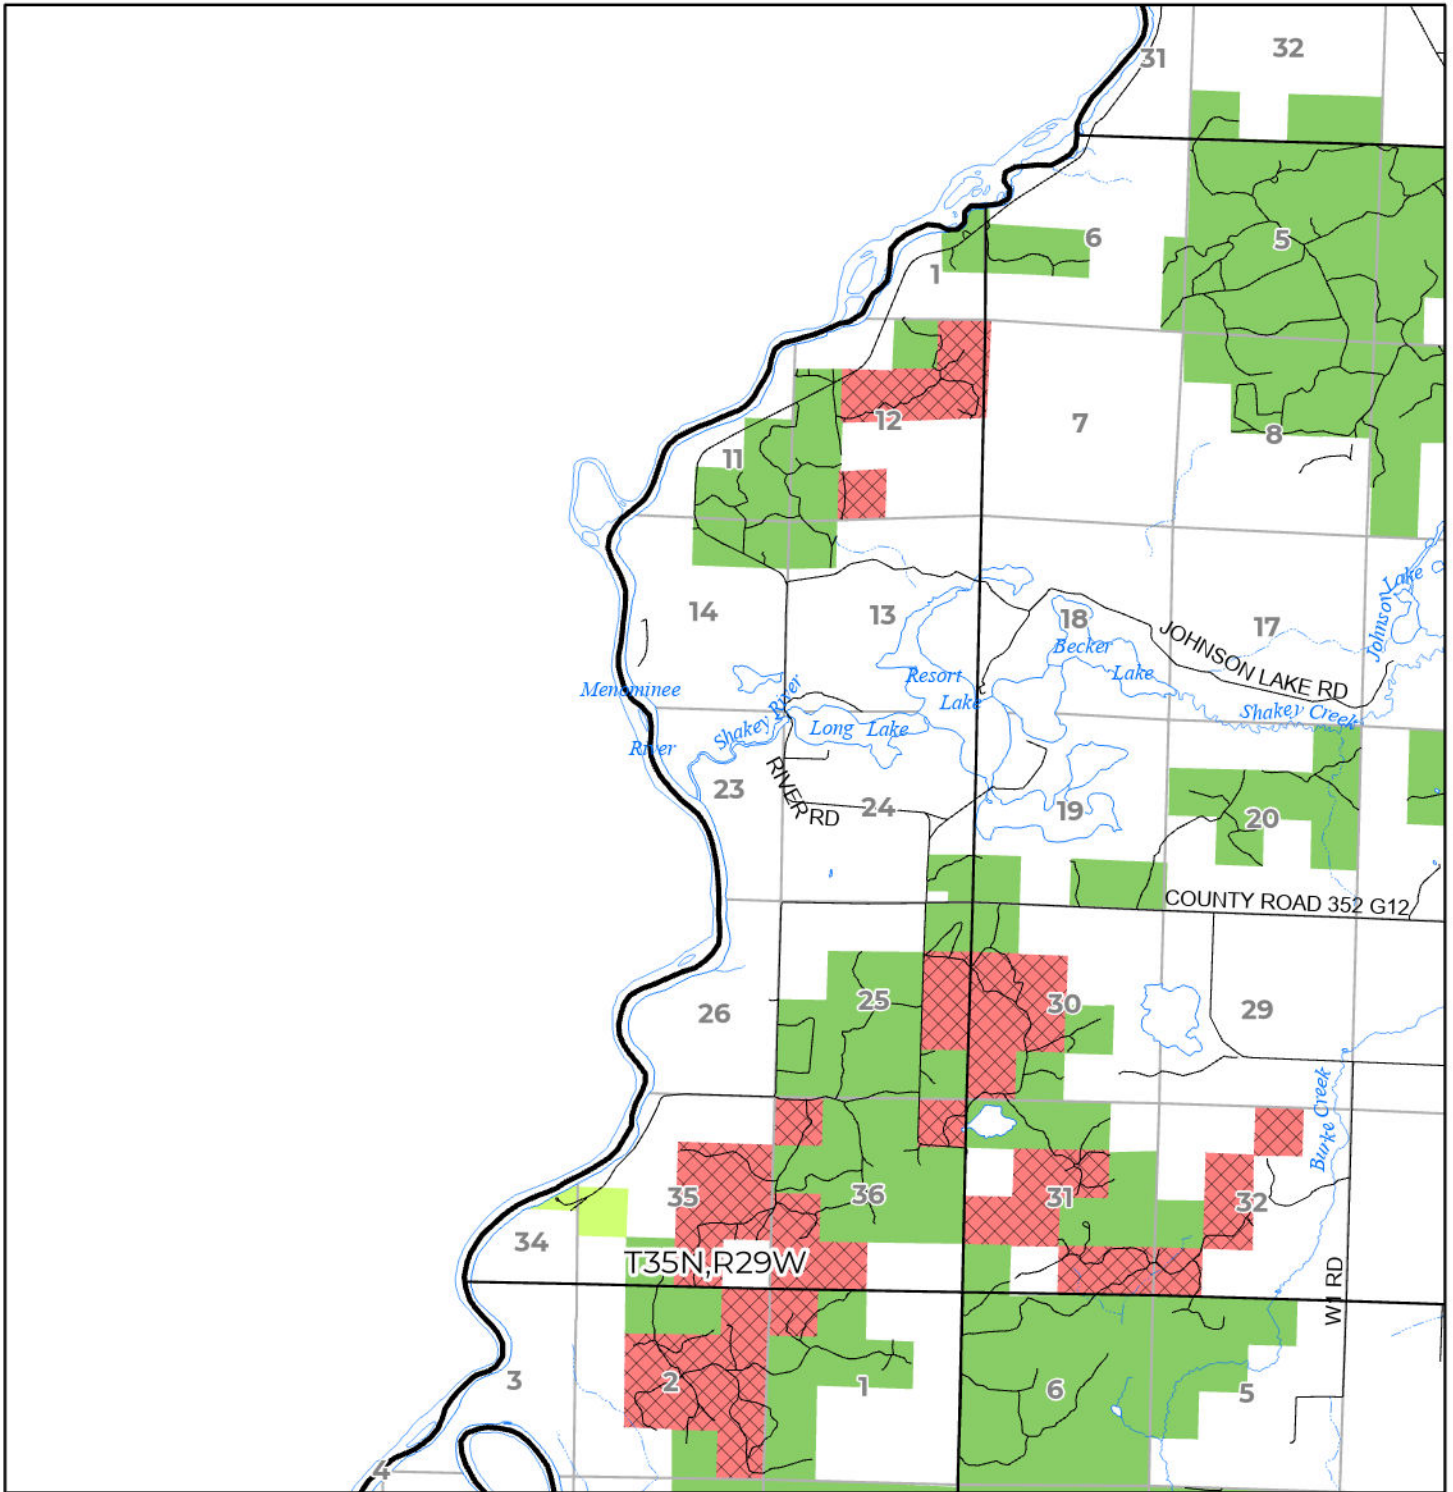 31
32
6
5
1
12
7
8
11
14
13
18
17
JOHNSON LAKE RD
Johnson Lake
Becker
Lake
Menominee
River
Resort
Lake
Shakey River
Long Lake
Shakey Creek
23
RIVER RD
24
19
20
COUNTY ROAD 352 G12
26
25
30
29
Burke Creek
35
36
31
32
34
T35N,R29W
W1 RD
3
2
1
6
5
4